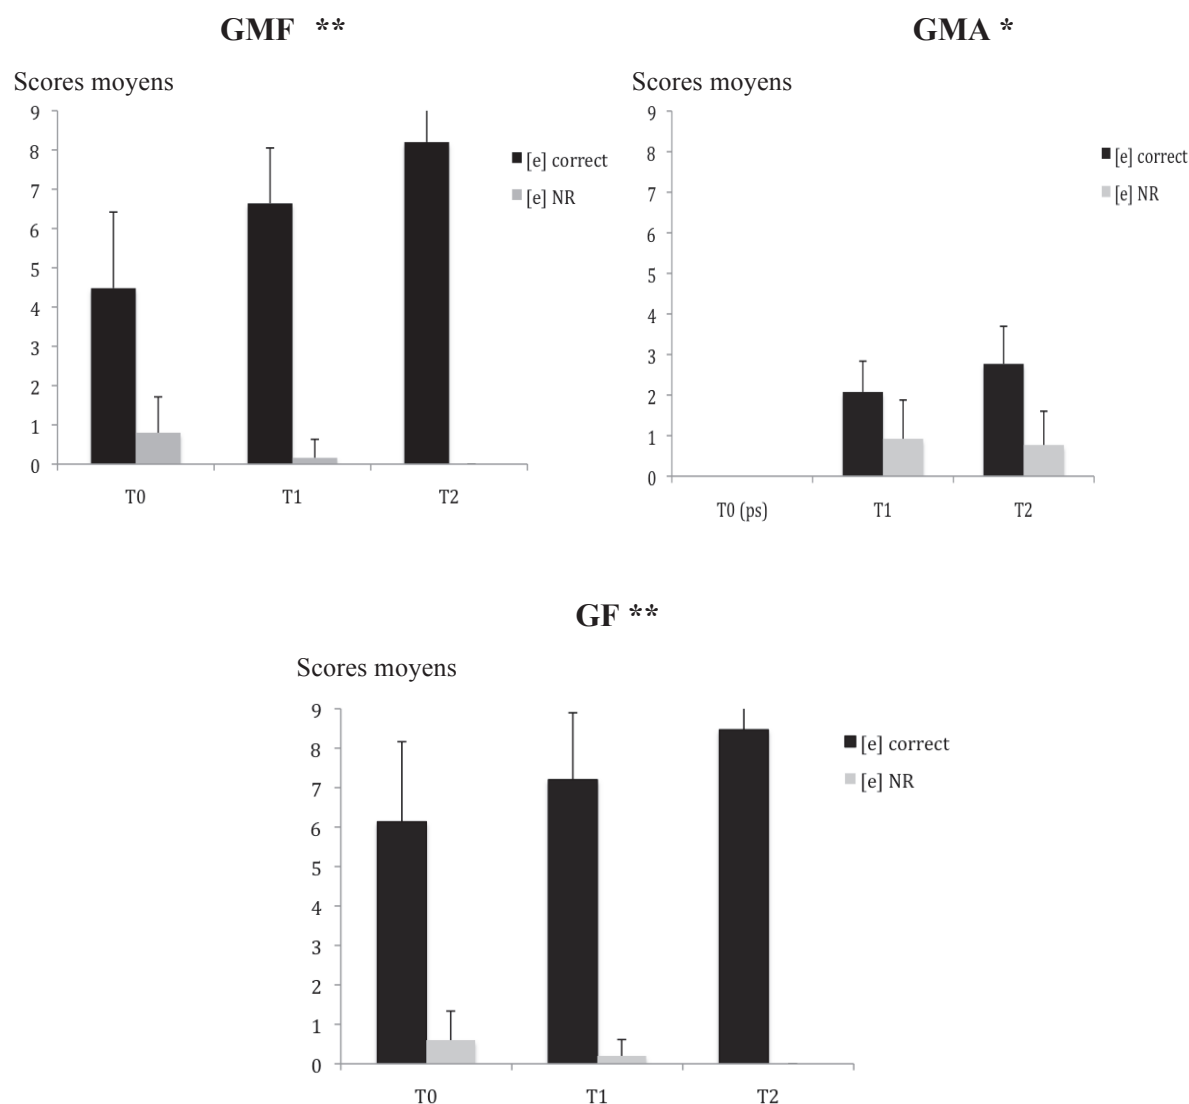 GMF **
Scores moyens
9
8
7
6
5
4
3
2
1
0
T0 T1 T2
[e] correct
[e] NR
GMA *
Scores moyens
9
8
7
6
5
4
3
2
1
0
T0 (ps) T1 T2
[e] correct
[e] NR
GF **
Scores moyens
9
8
7
6
5
4
3
2
1
0
T0 T1 T2
[e] correct
[e] NR